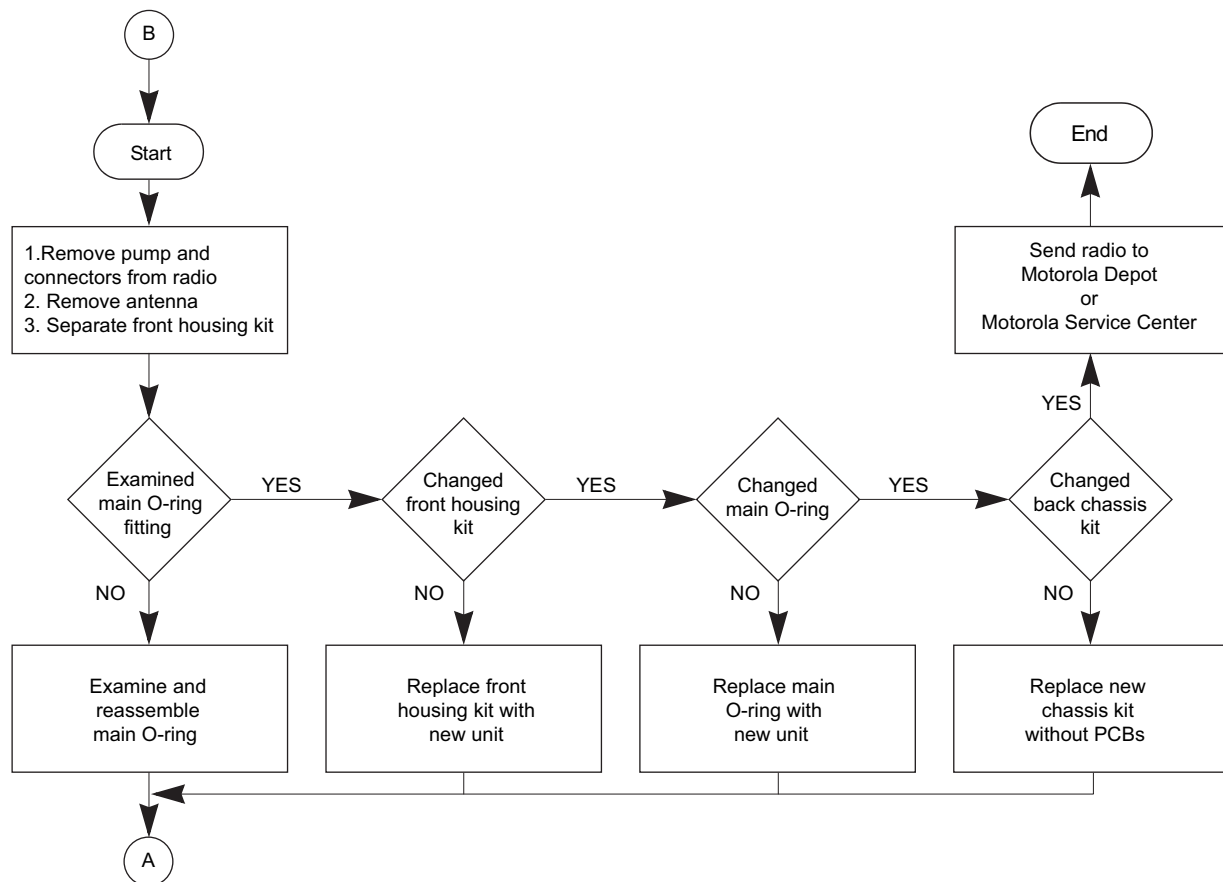 B
Start
End
1.Remove pump and
connectors from radio
2. Remove antenna
3. Separate front housing kit
Send radio to
Motorola Depot
or
Motorola Service Center
YES
Examined
main O-ring
fitting
YES
Changed
front housing
kit
YES
Changed
main O-ring
YES
Changed
back chassis
kit
NO
NO
NO
NO
Examine and
reassemble
main O-ring
Replace front
housing kit with
new unit
Replace main
O-ring with
new unit
Replace new
chassis kit
without PCBs
A